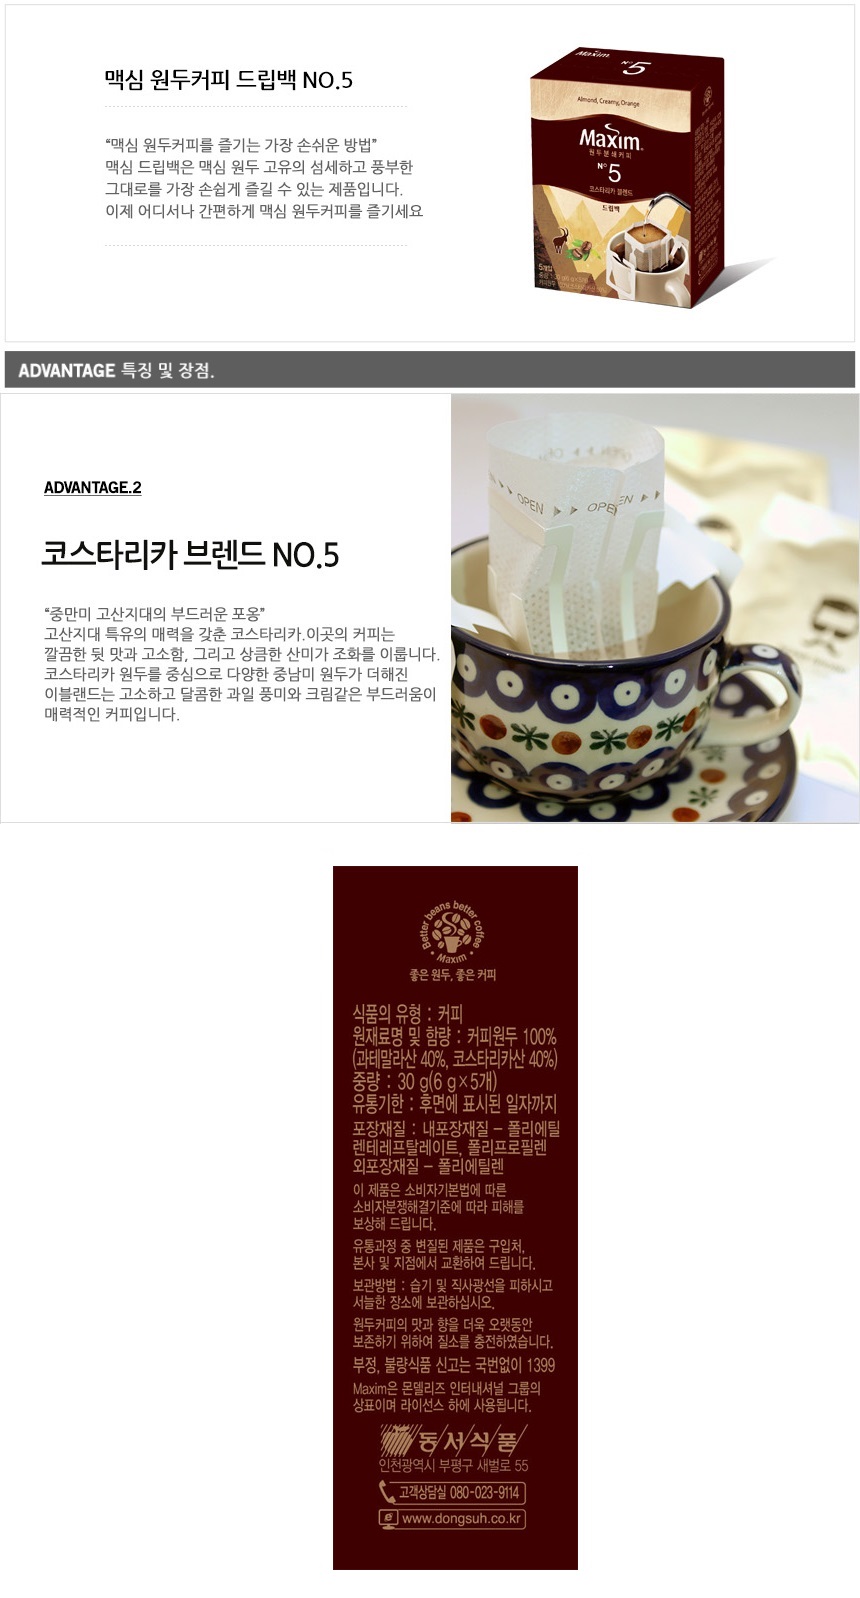 맥심 원두커피 드립백 NO.5
“맥심 원두커피를 즐기는 가장 손쉬운 방법”
맥심 드립백은 맥심 원두 고유의 섬세하고 풍부한
그대로를 가장 손쉽게 즐길 수 있는 제품입니다.
이제 어디서나 간편하게 맥심 원두커피를 즐기세요
Maxim
N° 5
Almond, Creamy, Orange
Maxim
원두분쇄커피
N° 5
코스타리카 블렌드
드립백
5개입
ADVANTAGE 특징 및 장점.
ADVANTAGE.2
코스타리카 브렌드 NO.5
“중만미 고산지대의 부드러운 포옹”
고산지대 특유의 매력을 갖춘 코스타리카.이곳의 커피는
깔끔한 뒷 맛과 고소함, 그리고 상큼한 산미가 조화를 이룹니다.
코스타리카 원두를 중심으로 다양한 중남미 원두가 더해진
이블랜드는 고소하고 달콤한 과일 풍미와 크림같은 부드러움이
매력적인 커피입니다.
OPEN OPEN
Better beans better coffee
Maxim
좋은 원두, 좋은 커피
식품의 유형 : 커피
원재료명 및 함량 : 커피원두 100%
(과테말라산 40%, 코스타리카산 40%)
중량 : 30 g(6 g×5개)
유통기한 : 후면에 표시된 일자까지
포장재질 : 내포장재질 – 폴리에틸
렌테레프탈레이트, 폴리프로필렌
외포장재질 – 폴리에틸렌
이 제품은 소비자기본법에 따른
소비자분쟁해결기준에 따라 피해를
보상해 드립니다.
유통과정 중 변질된 제품은 구입처,
본사 및 지점에서 교환하여 드립니다.
보관방법 : 습기 및 직사광선을 피하시고
서늘한 장소에 보관하십시오.
원두커피의 맛과 향을 더욱 오랫동안
보존하기 위하여 질소를 충전하였습니다.
부정, 불량식품 신고는 국번없이 1399
Maxim은 몬델리즈 인터내셔널 그룹의
상표이며 라이선스 하에 사용됩니다.
동서식품
인천광역시 부평구 새벌로 55
고객상담실 080-023-9114
www.dongsuh.co.kr